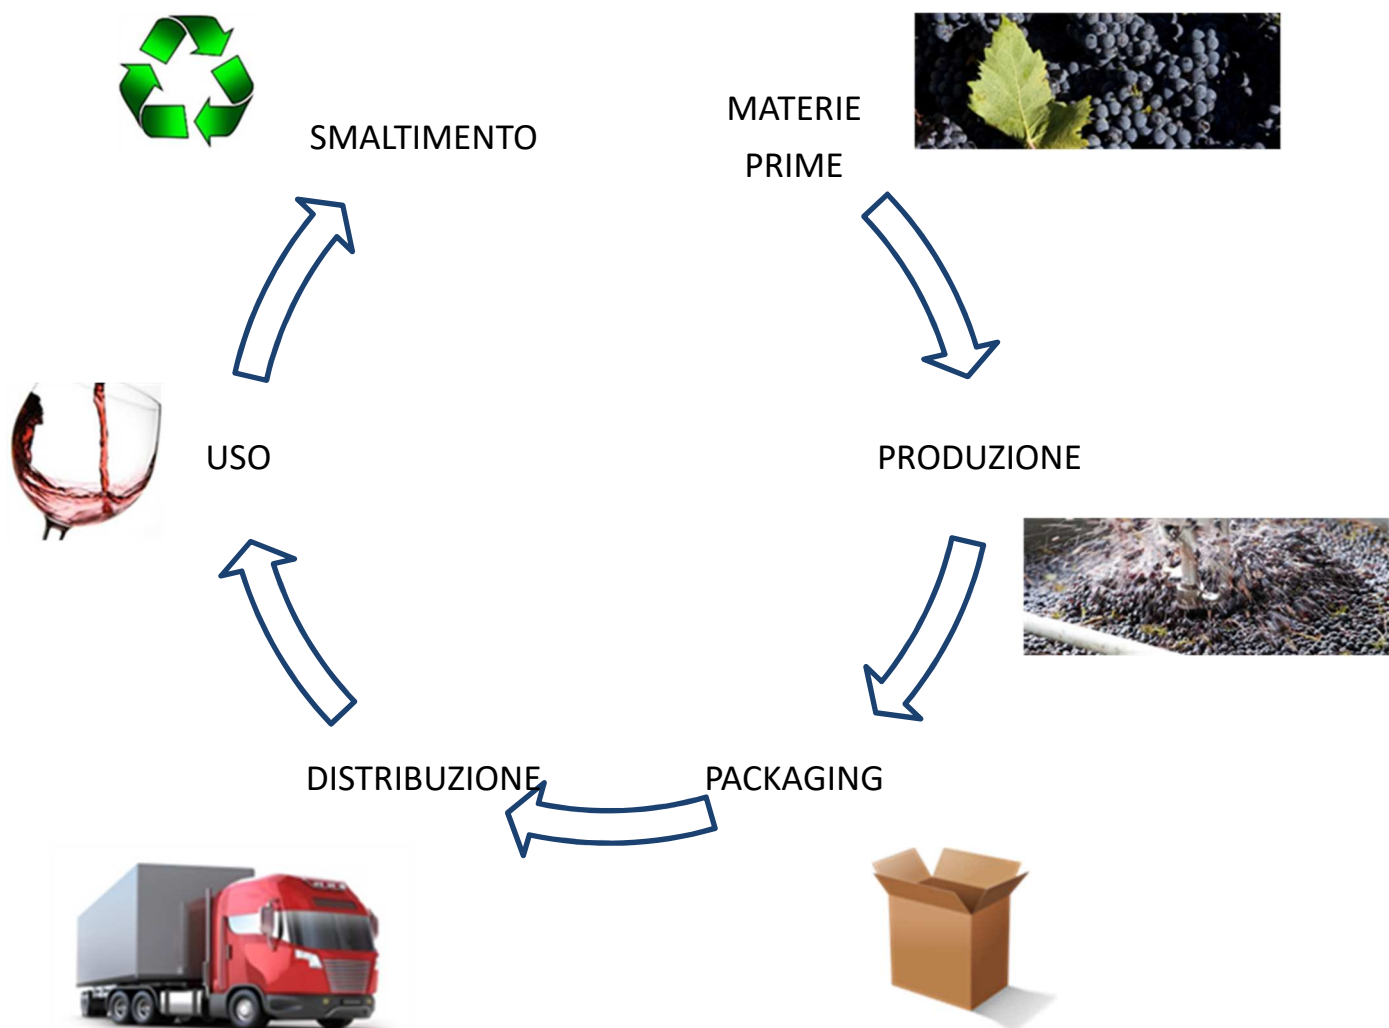 MATERIE
PRIME
PRODUZIONE
PACKAGING
DISTRIBUZIONE
USO
SMALTIMENTO